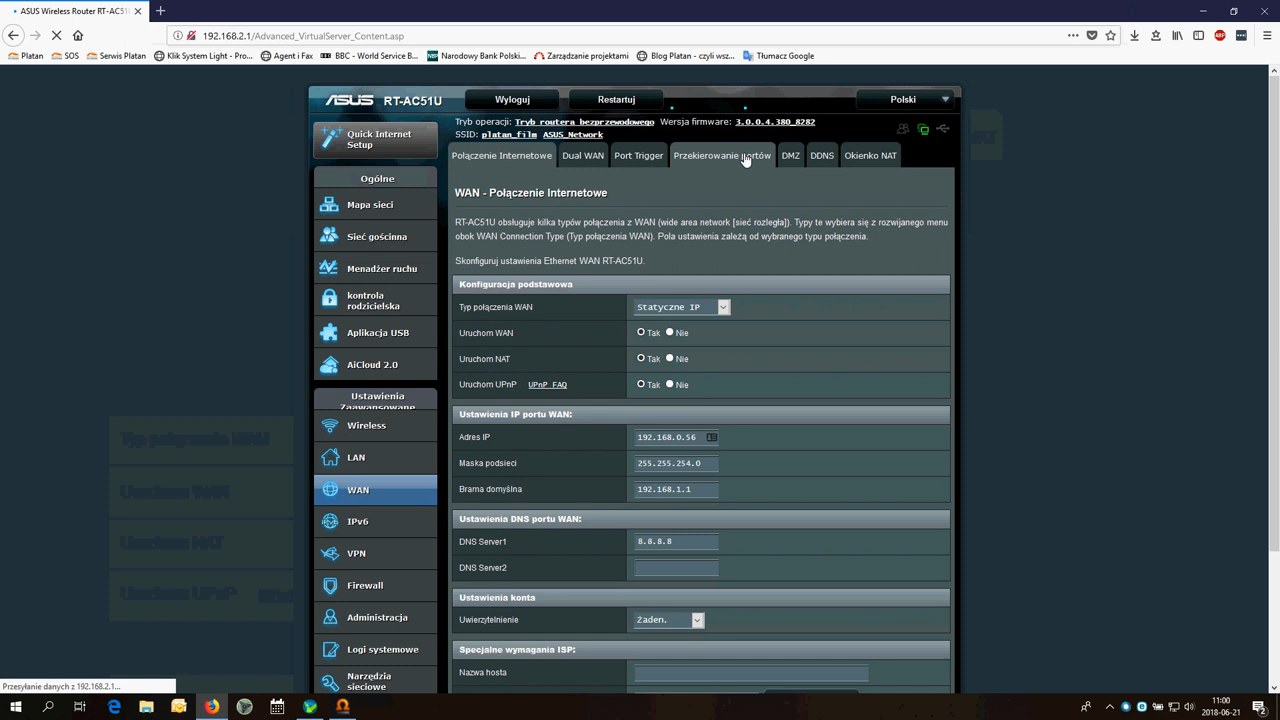 ASUS Wireless Router RT-AC51U
192.168.2.1/Advanced_VirtualServer_Content.asp
Platan SOS Serwis Platan Klik System Light - Pro... Agent i Fax BBC - World Service B... Narodowy Bank Polski... Zarządzanie projektami Blog Platan - czyli wsz... Tłumacz Google
ASUS RT-AC51U Wyloguj Restartuj Polski
Tryb operacji: Tryb routera bezprzewodowego Wersja firmware: 3.0.0.4.380_8282
SSID: platan_film ASUS_Network
Quick Internet
Setup
Ogólne
Mapa sieci
Sieć gościnna
Menadżer ruchu
kontrola
rodzicielska
Aplikacja USB
AiCloud 2.0
Ustawienia
Zaawansowane
Wireless
LAN
WAN
IPv6
VPN
Firewall
Administracja
Logi systemowe
Narzędzia
sieciowe
Połączenie Internetowe Dual WAN Port Trigger Przekierowanie portów DMZ DDNS Okienko NAT
WAN - Połączenie Internetowe
RT-AC51U obsługuje kilka typów połączenia z WAN (wide area network [sieć rozległa]). Typy te wybiera się z rozwijanego menu
obok WAN Connection Type (Typ połączenia WAN). Pola ustawienia zależą od wybranego typu połączenia.
Skonfiguruj ustawienia Ethernet WAN RT-AC51U.
Konfiguracja podstawowa
Typ połączenia WAN Statyczne IP
Uruchom WAN Tak Nie
Uruchom NAT Tak Nie
Uruchom UPnP UPnP FAQ Tak Nie
Ustawienia IP portu WAN:
Adres IP 192.168.0.56
Maska podsieci 255.255.254.0
Brama domyślna 192.168.1.1
Ustawienia DNS portu WAN:
DNS Server1 8.8.8.8
DNS Server2
Ustawienia konta
Uwierzytelnienie Żaden.
Specjalne wymagania ISP:
Nazwa hosta
Typ połączenia WAN
Uruchom WAN
Uruchom NAT
Uruchom UPnP
Przesyłanie danych z 192.168.2.1...
11:00
2018-06-21
2